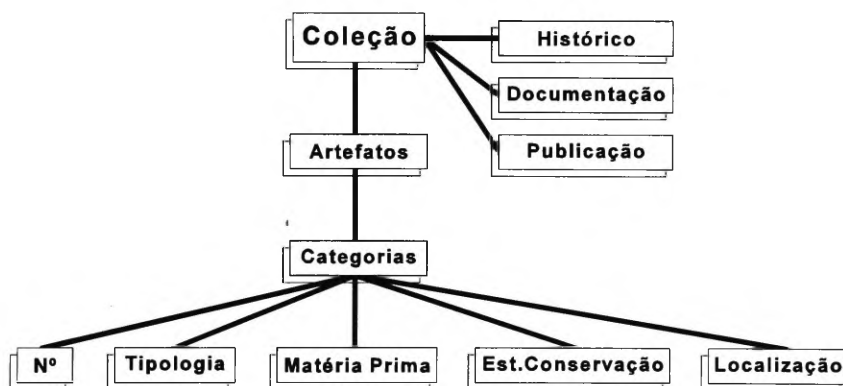 Coleção
Histórico
Documentação
Artefatos
Publicação
Categorias
Nº
Tipologia
Matéria Prima
Est.Conservação
Localização